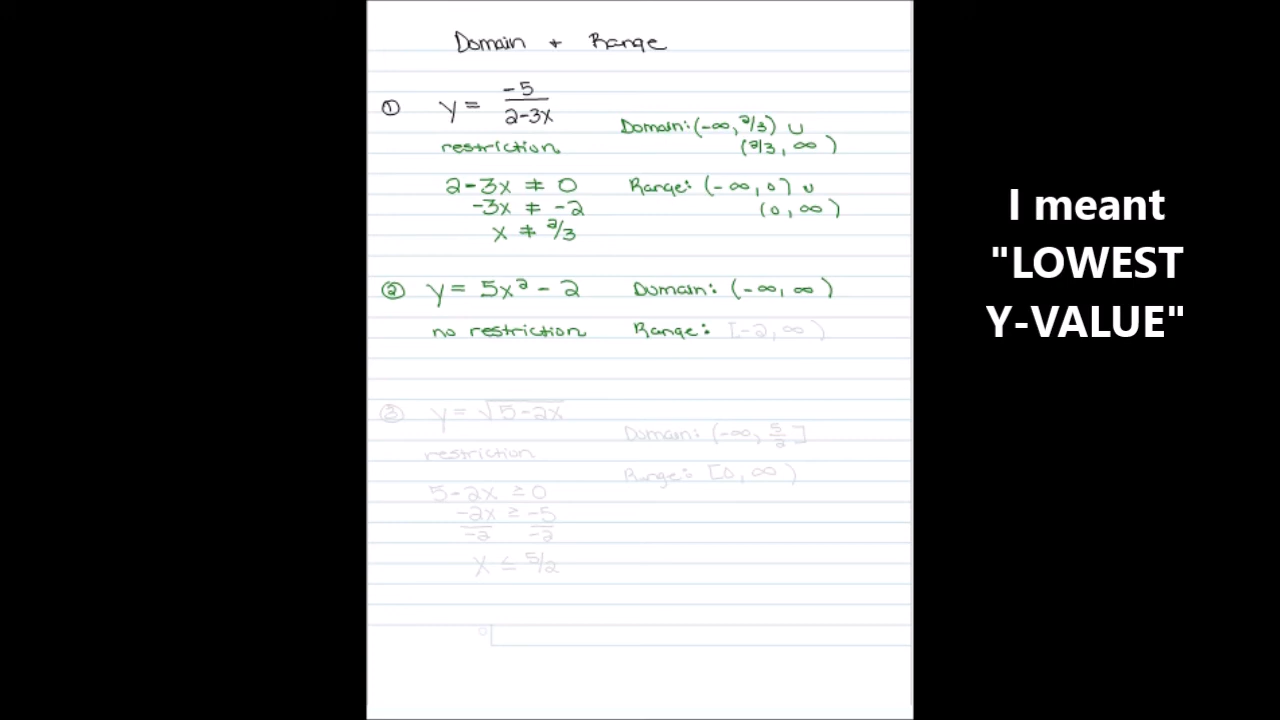 Domain + Range
① y = -5 / 2-3x
restriction
2-3x ≠ 0
-3x ≠ -2
x ≠ 2/3
Domain: (-∞, 2/3) ∪
(2/3, ∞)
Range: (-∞, 0) ∪
(0, ∞)
② y = 5x² - 2
no restriction
Domain: (-∞, ∞)
Range: [-2, ∞)
③ y = √5-2x
restriction
5-2x ≥ 0
-2x ≥ -5
-2 -2
x ≤ 5/2
Domain: (-∞, 5/2]
Range: [0, ∞)
I meant
"LOWEST
Y-VALUE"